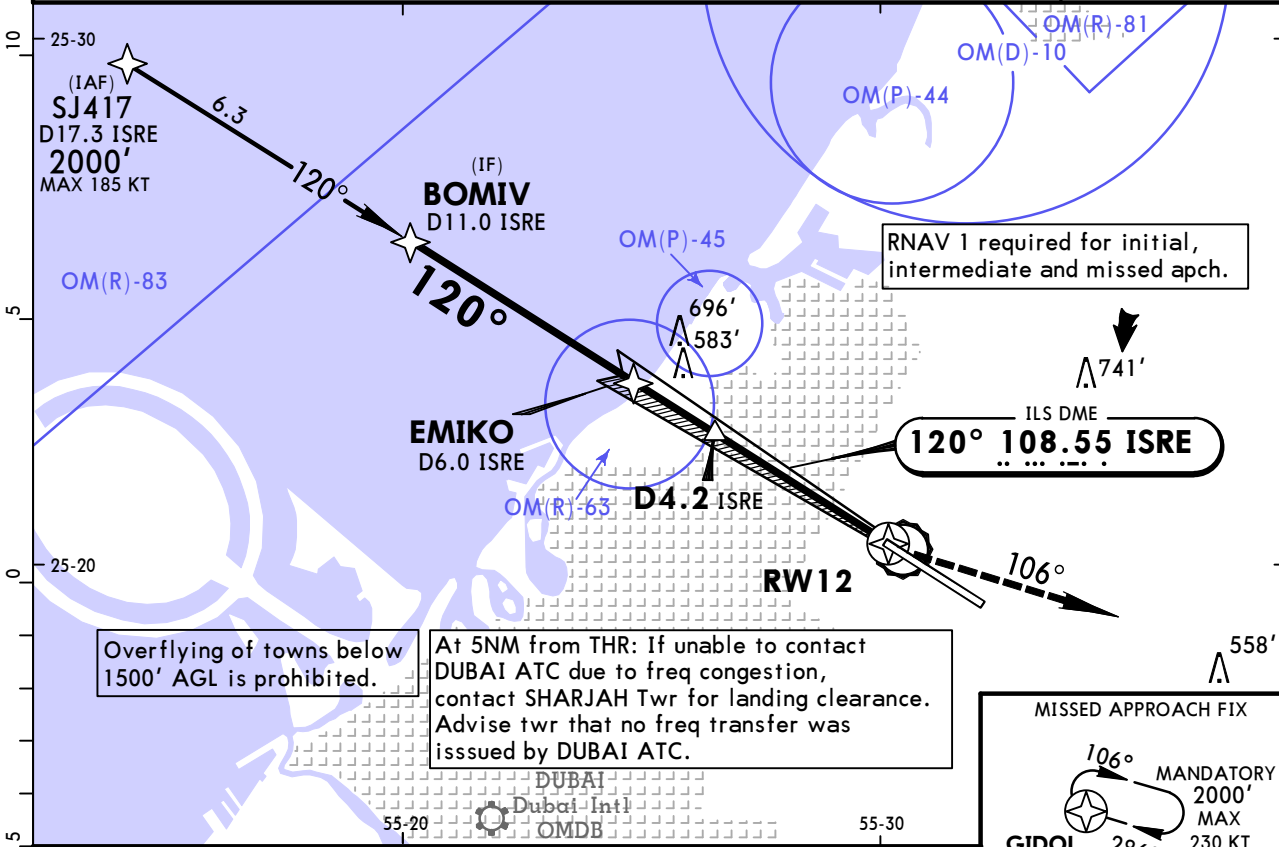 10
25-30
(IAF)
SJ417
D17.3 ISRE
2000'
MAX 185 KT
6.3
120°
(IF)
BOMIV
D11.0 ISRE
120°
OM(R)-81
OM(D)-10
OM(P)-44
OM(P)-45
OM(R)-83
RNAV 1 required for initial,
intermediate and missed apch.
5
696'
583'
741'
ILS DME
120° 108.55 ISRE
EMIKO
D6.0 ISRE
OM(R)-63
D4.2 ISRE
0
25-20
RW12
106°
558'
Overflying of towns below
1500' AGL is prohibited.
At 5NM from THR: If unable to contact
DUBAI ATC due to freq congestion,
contact SHARJAH Twr for landing clearance.
Advise twr that no freq transfer was
isssued by DUBAI ATC.
DUBAI
Dubai Intl
OMDB
5
55-20
55-30
MISSED APPROACH FIX
106°
MANDATORY
2000'
MAX
230 KT
GIDOL